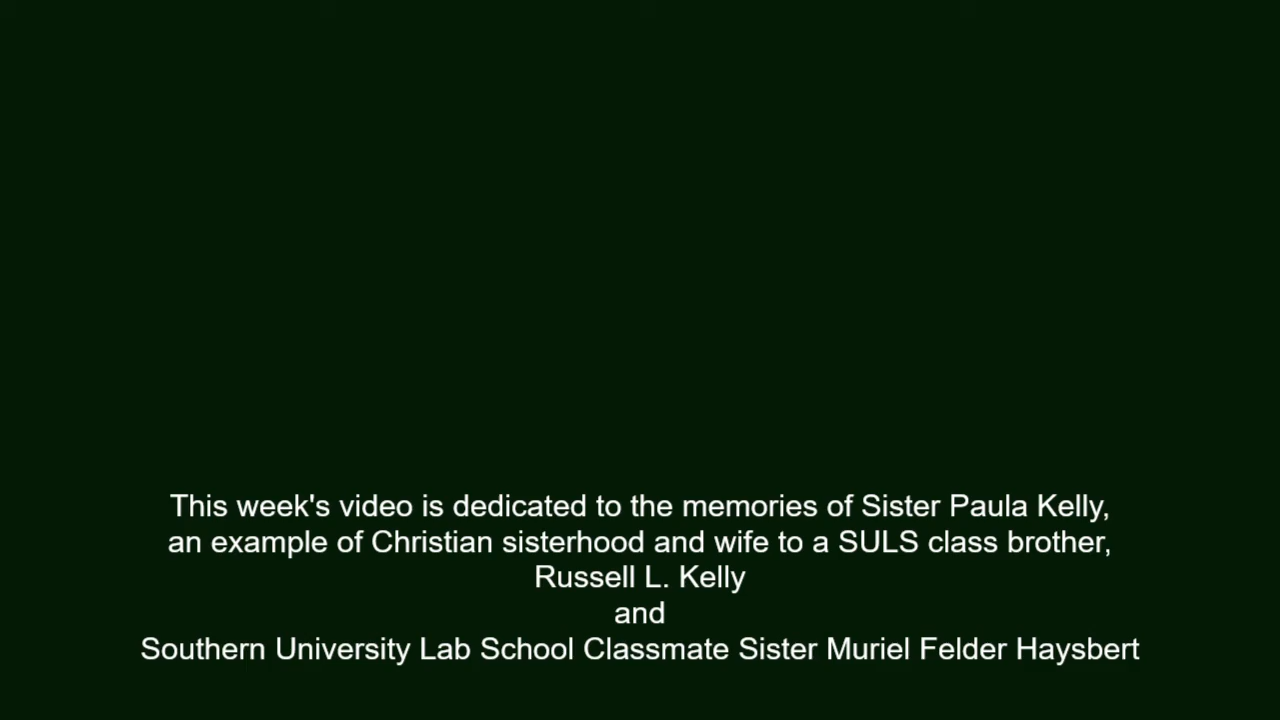 This week's video is dedicated to the memories of Sister Paula Kelly,
an example of Christian sisterhood and wife to a SULS class brother,
Russell L. Kelly
and
Southern University Lab School Classmate Sister Muriel Felder Haysbert